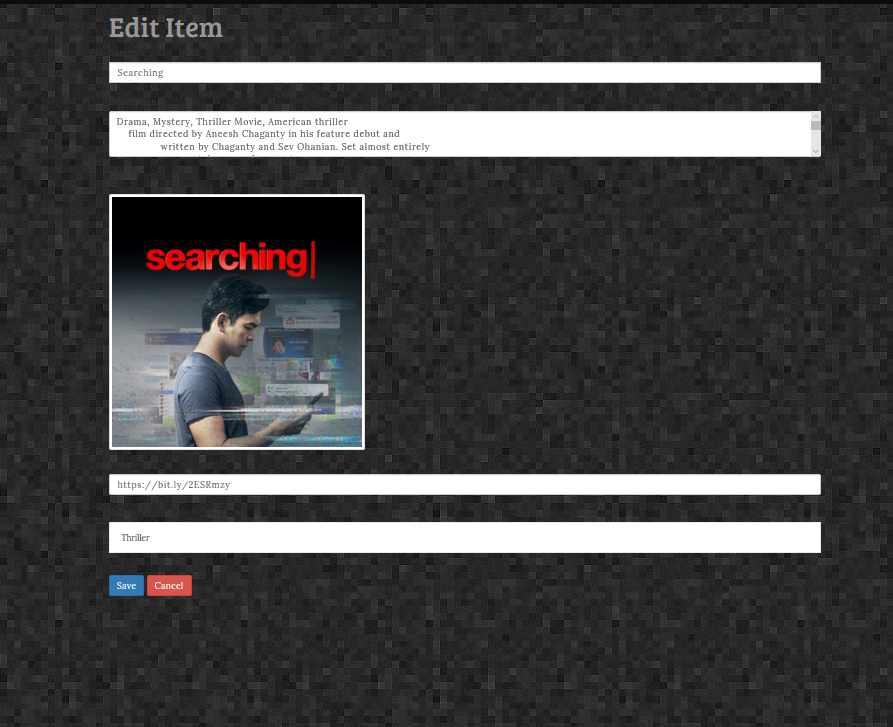 Edit Item
Searching
Drama, Mystery, Thriller Movie, American thriller
film directed by Aneesh Chaganty in his feature debut and
written by Chaganty and Sev Ohanian. Set almost entirely
searching
https://bit.ly/2ESRmzy
Thriller
Save Cancel